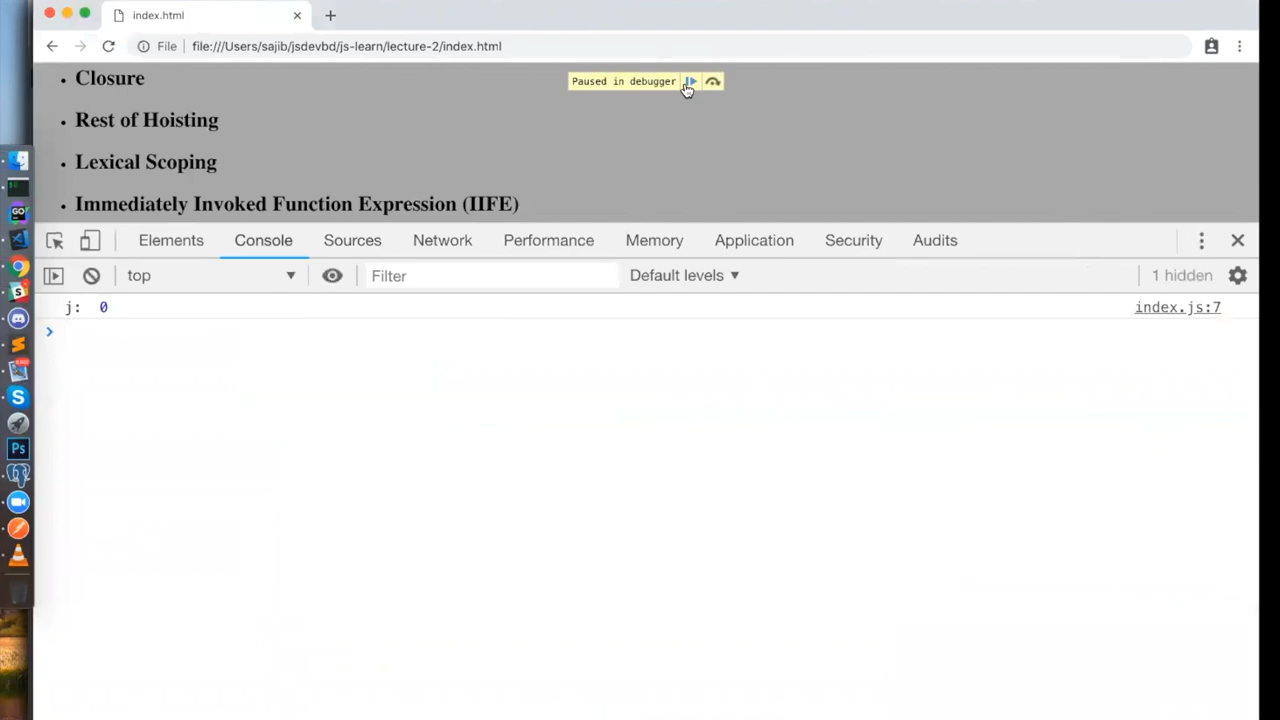 index.html
File
file:///Users/sajib/jsdevbd/js-learn/lecture-2/index.html
Paused in debugger
• Closure
• Rest of Hoisting
• Lexical Scoping
• Immediately Invoked Function Expression (IIFE)
Elements Console Sources Network Performance Memory Application Security Audits
top Filter Default levels 1 hidden
j: 0 index.js:7
GO
Ps